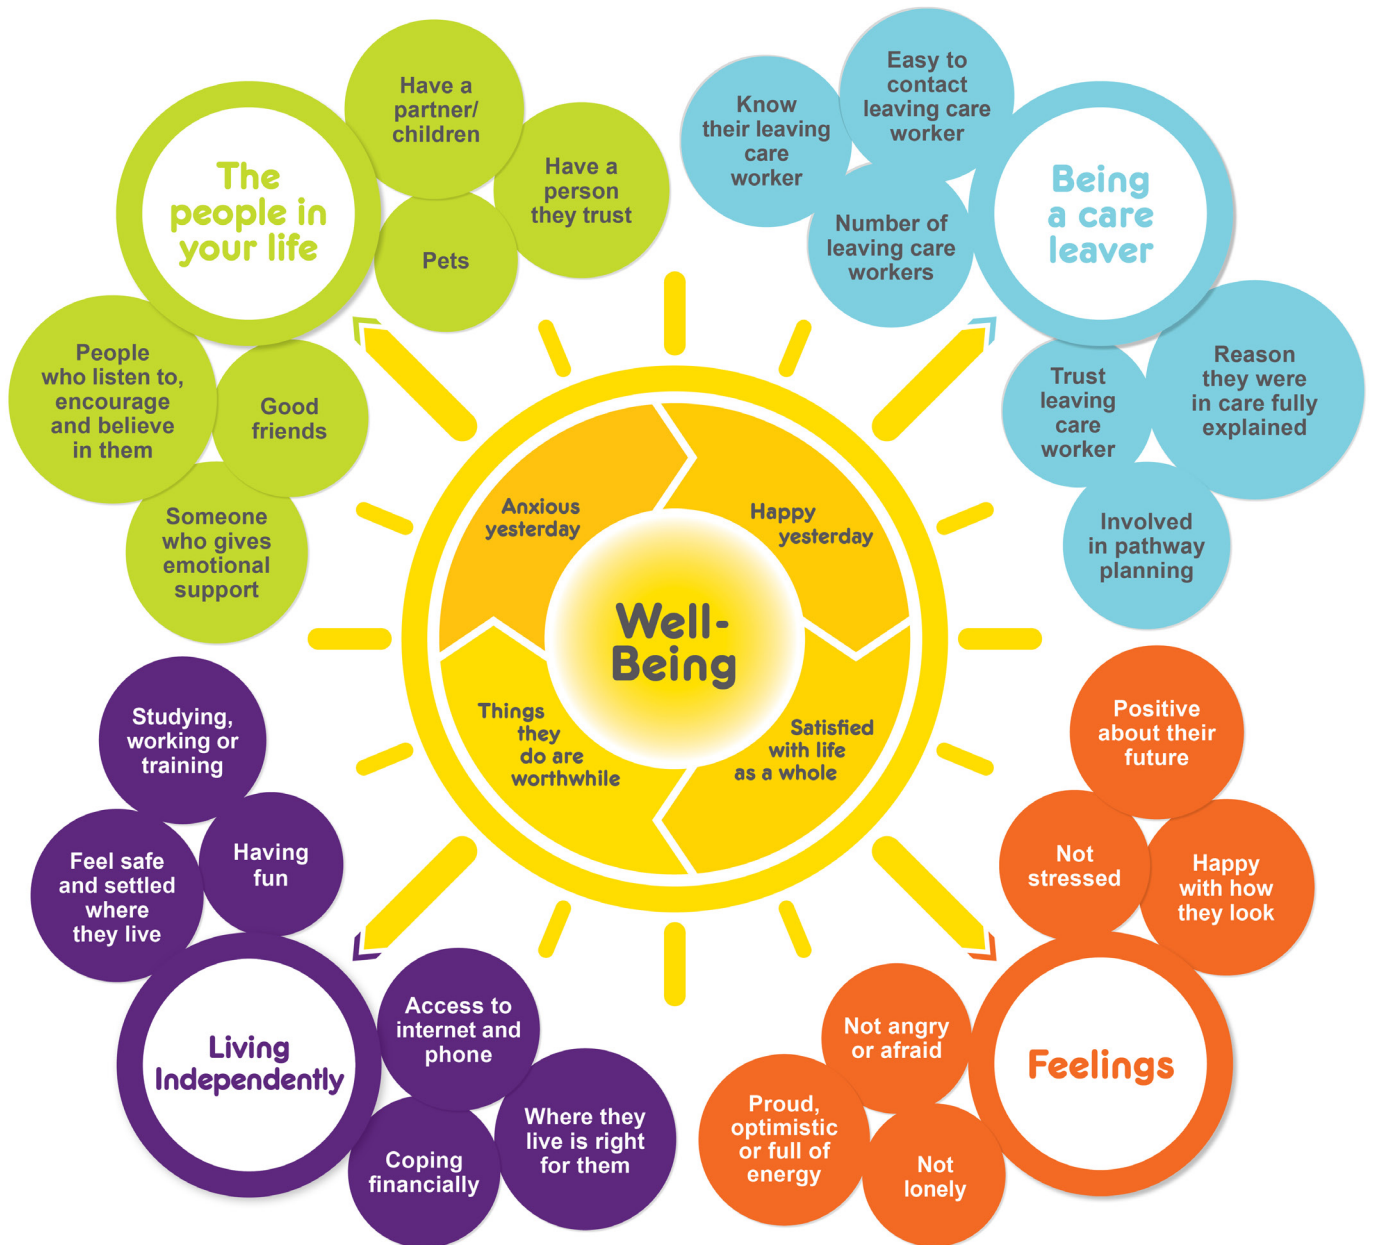 The
people in
your life
Have a
partner/
children
Have a
person
they trust
Pets
People
who listen to,
encourage
and believe
in them
Good
friends
Someone
who gives
emotional
support
Know
their leaving
care
worker
Easy to
contact
leaving care
worker
Number of
leaving care
workers
Being
a care
leaver
Trust
leaving
care
worker
Reason
they were
in care fully
explained
Involved
in pathway
planning
Anxious
yesterday
Happy
yesterday
Well-
Being
Things
they
do are
worthwhile
Satisfied
with life
as a whole
Studying,
working or
training
Feel safe
and settled
where
they live
Having
fun
Living
Independently
Access to
internet and
phone
Coping
financially
Where they
live is right
for them
Positive
about their
future
Not
stressed
Happy
with how
they look
Feelings
Not angry
or afraid
Proud,
optimistic
or full of
energy
Not
lonely